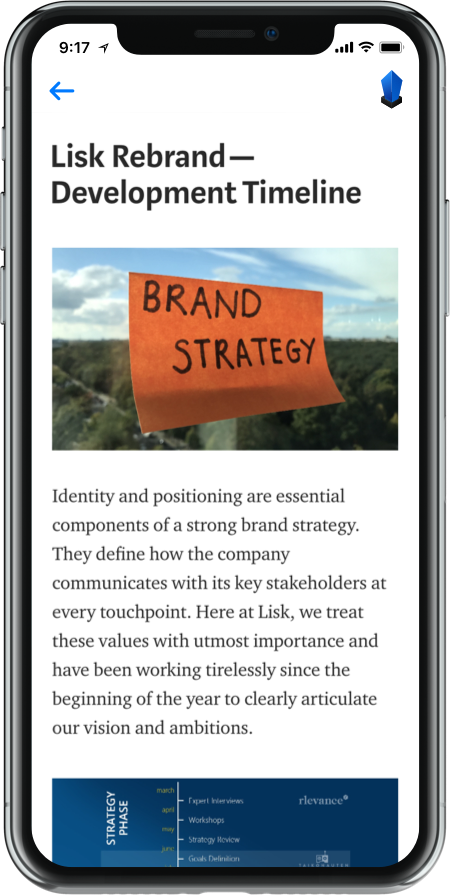 9:17
Lisk Rebrand —
Development Timeline
BRAND
STRATEGY
Identity and positioning are essential
components of a strong brand strategy.
They define how the company
communicates with its key stakeholders at
every touchpoint. Here at Lisk, we treat
these values with utmost importance and
have been working tirelessly since the
beginning of the year to clearly articulate
our vision and ambitions.
STRATEGY
PHASE
march
april
may
june
Expert Interviews
Workshops
Strategy Review
Goals Definition
rlevance
TAIKONAUTEN